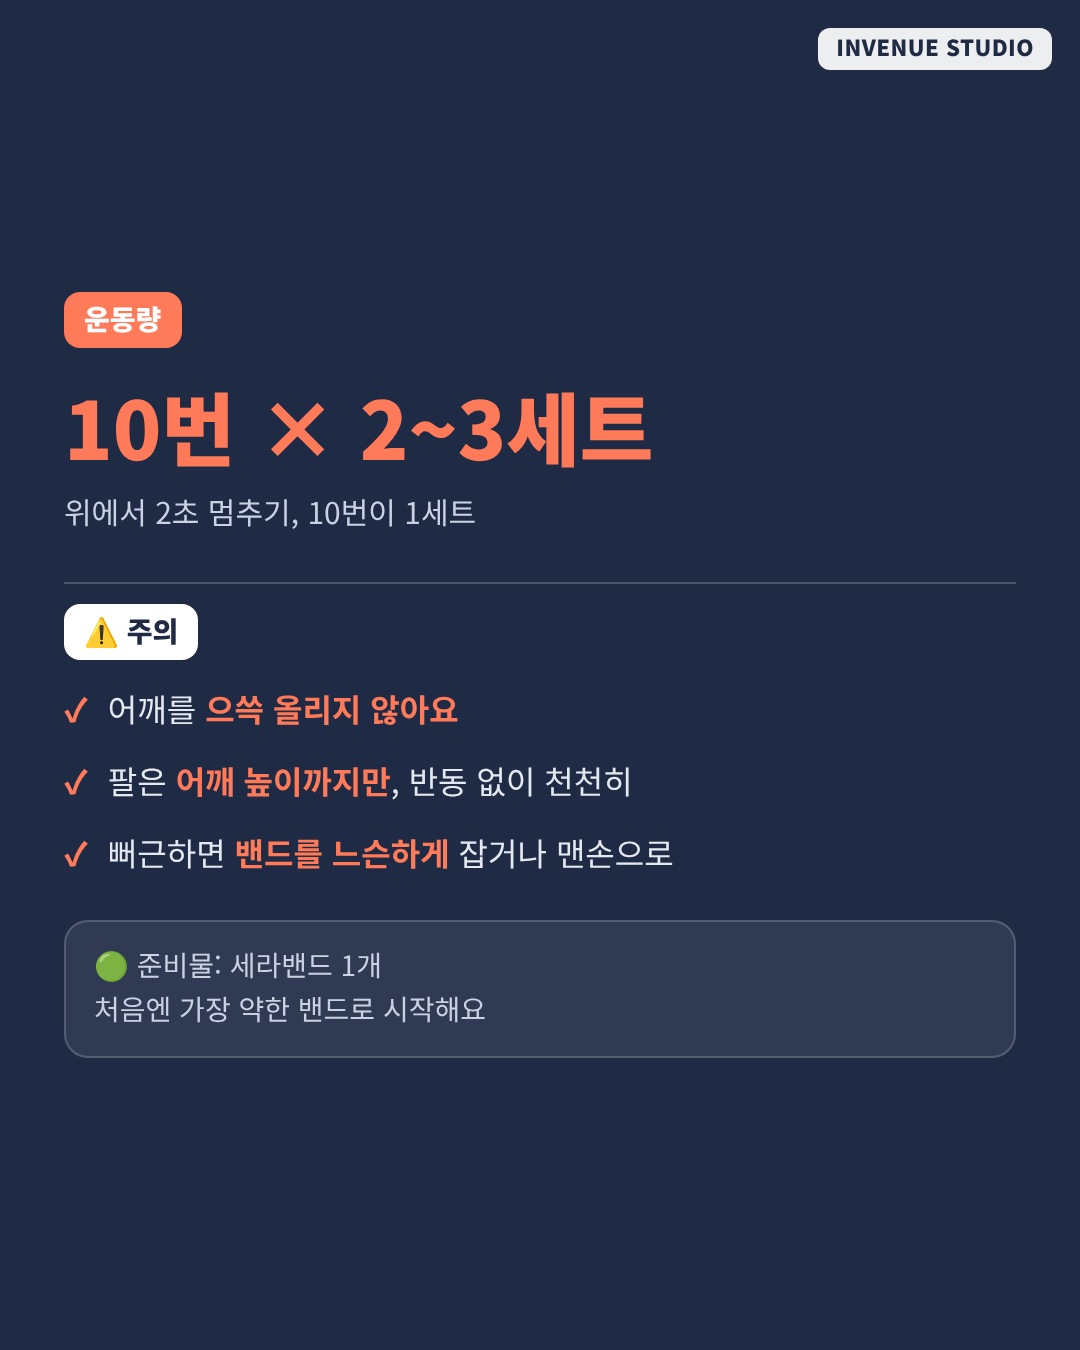 INVENUE STUDIO
운동량
10번 × 2~3세트
위에서 2초 멈추기, 10번이 1세트
⚠️ 주의
✓ 어깨를 으쓱 올리지 않아요
✓ 팔은 어깨 높이까지만, 반동 없이 천천히
✓ 뻐근하면 밴드를 느슨하게 잡거나 맨손으로
🟢 준비물: 세라밴드 1개
처음엔 가장 약한 밴드로 시작해요